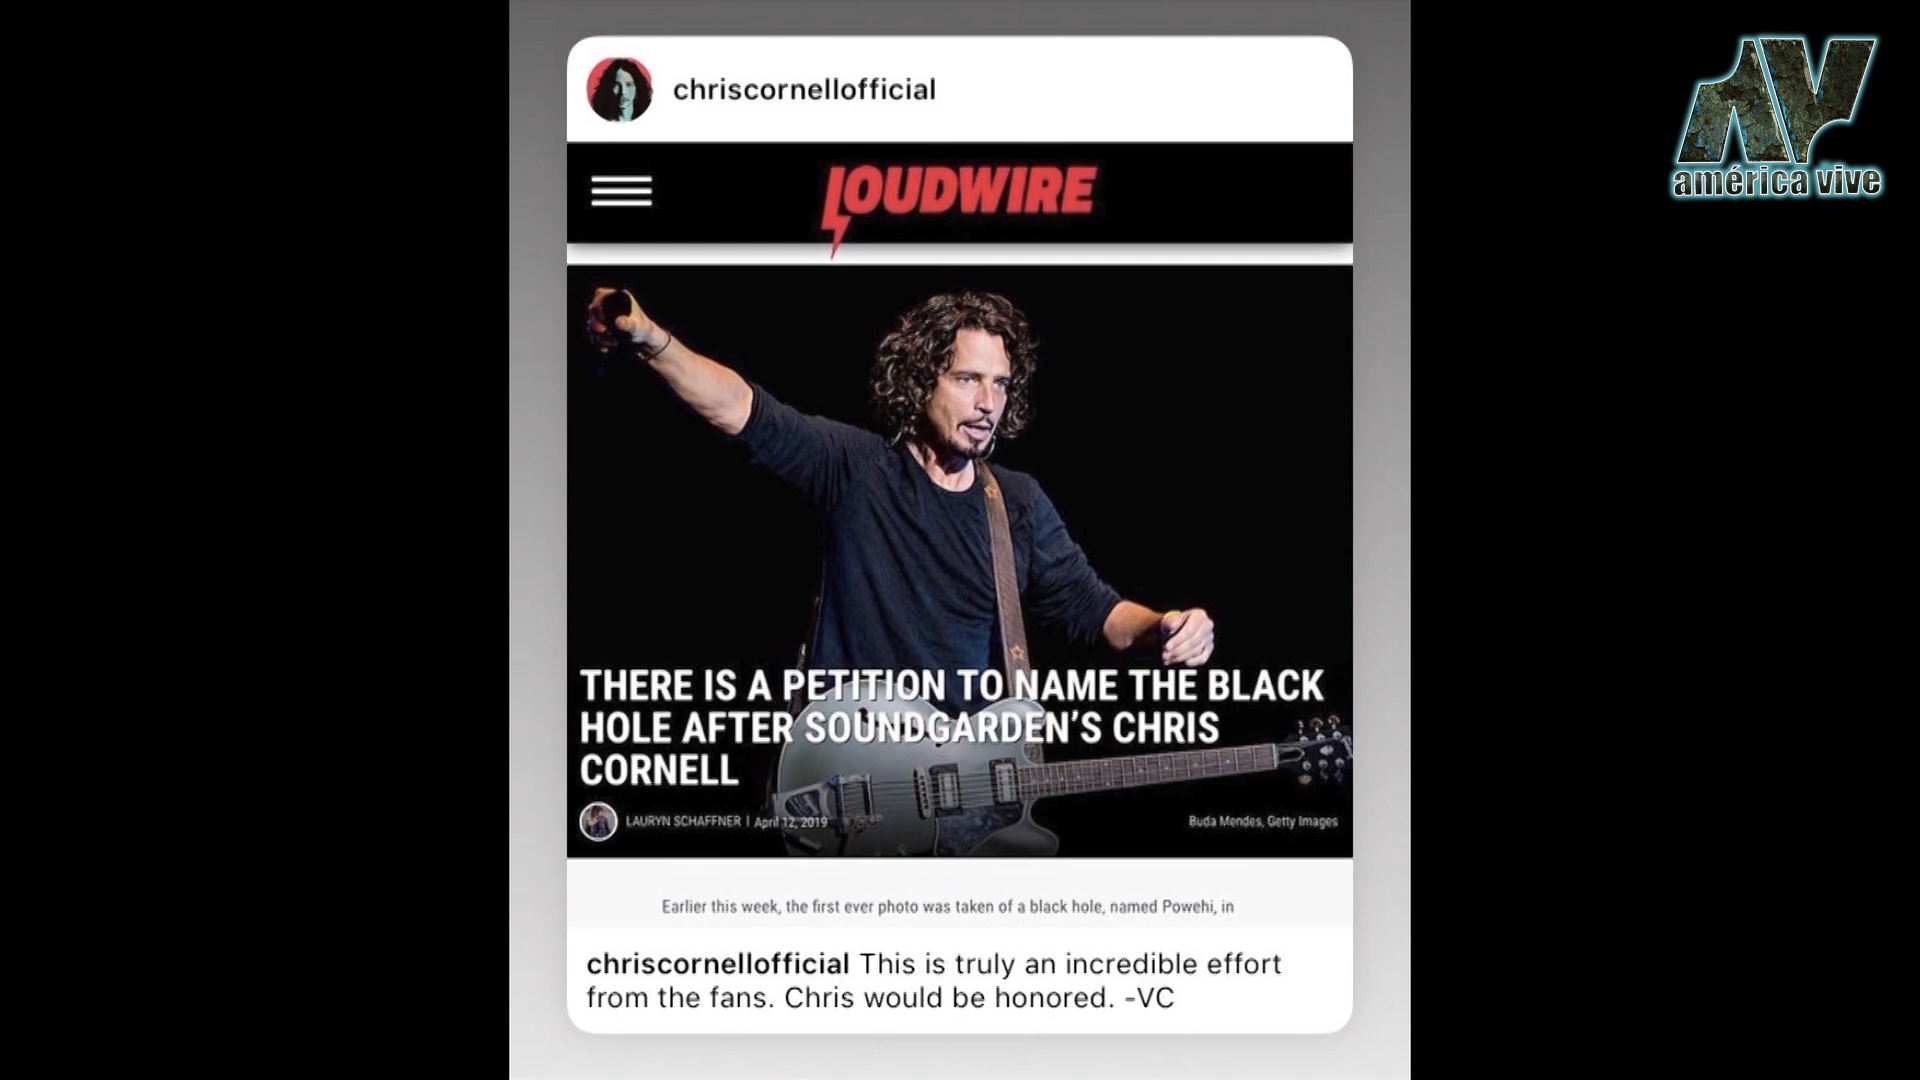 chriscornellofficial
LOUDWIRE
THERE IS A PETITION TO NAME THE BLACK
HOLE AFTER SOUNDGARDEN'S CHRIS
CORNELL
LAURYN SCHAFFNER | April 12, 2019
Buda Mendes, Getty Images
Earlier this week, the first ever photo was taken of a black hole, named Powehi, in
chriscornellofficial This is truly an incredible effort
from the fans. Chris would be honored. -VC
AV
américa vive